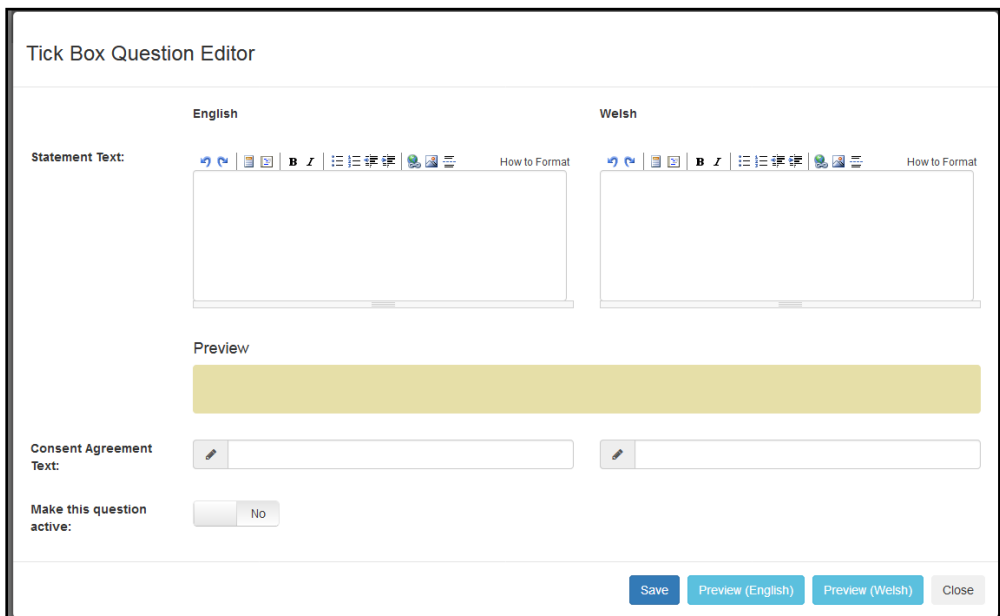 Tick Box Question Editor
English Welsh
Statement Text:
B I How to Format B I How to Format
Preview
Consent Agreement
Text:
Make this question
active:
No
Save Preview (English) Preview (Welsh) Close